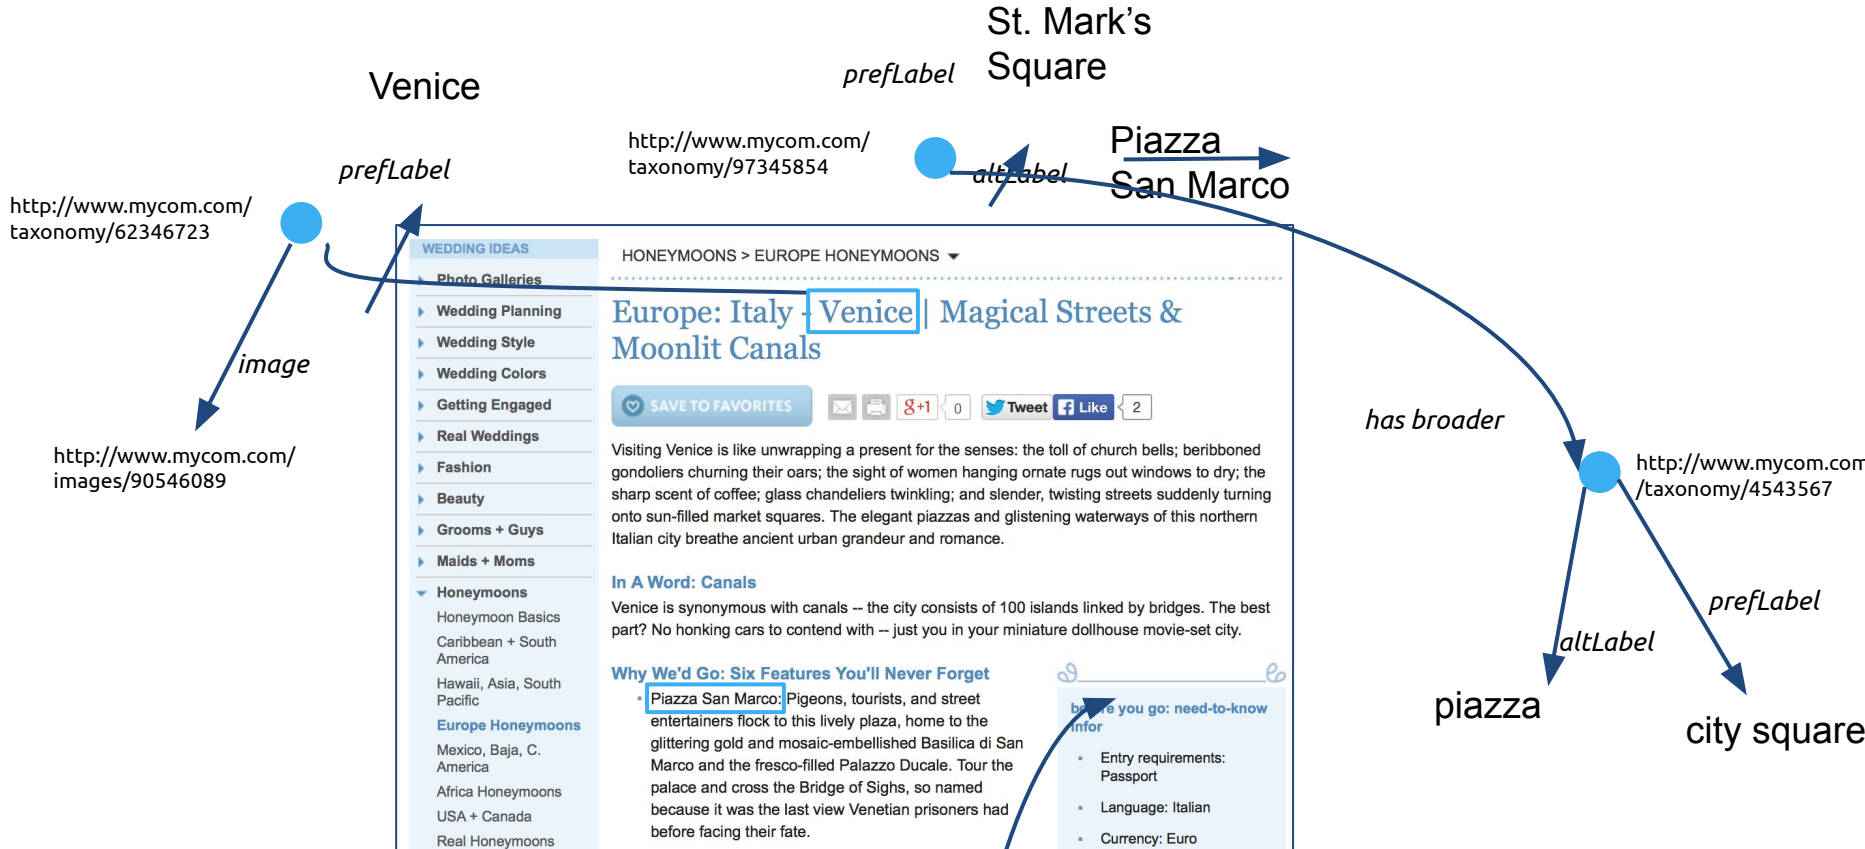 St. Mark's
Square
prefLabel
Venice
http://www.mycom.com/
taxonomy/97345854
altLabel
Piazza
San Marco
prefLabel
http://www.mycom.com/
taxonomy/62346723
image
http://www.mycom.com/
images/90546089
WEDDING IDEAS
Photo Galleries
Wedding Planning
Wedding Style
Wedding Colors
Getting Engaged
Real Weddings
Fashion
Beauty
Grooms + Guys
Maids + Moms
Honeymoons
Honeymoon Basics
Caribbean + South
America
Hawaii, Asia, South
Pacific
Europe Honeymoons
Mexico, Baja, C.
America
Africa Honeymoons
USA + Canada
Real Honeymoons
HONEYMOONS > EUROPE HONEYMOONS
Europe: Italy - Venice | Magical Streets &
Moonlit Canals
SAVE TO FAVORITES
g+1 0 Tweet f Like 2
Visiting Venice is like unwrapping a present for the senses: the toll of church bells; beribboned
gondoliers churning their oars; the sight of women hanging ornate rugs out windows to dry; the
sharp scent of coffee; glass chandeliers twinkling; and slender, twisting streets suddenly turning
onto sun-filled market squares. The elegant piazzas and glistening waterways of this northern
Italian city breathe ancient urban grandeur and romance.
In A Word: Canals
Venice is synonymous with canals -- the city consists of 100 islands linked by bridges. The best
part? No honking cars to contend with -- just you in your miniature dollhouse movie-set city.
Why We'd Go: Six Features You'll Never Forget
Piazza San Marco: Pigeons, tourists, and street
entertainers flock to this lively plaza, home to the
glittering gold and mosaic-embellished Basilica di San
Marco and the fresco-filled Palazzo Ducale. Tour the
palace and cross the Bridge of Sighs, so named
because it was the last view Venetian prisoners had
before facing their fate.
before you go: need-to-know
infor
Entry requirements:
Passport
Language: Italian
Currency: Euro
has broader
http://www.mycom.com
/taxonomy/4543567
prefLabel
altLabel
piazza
city square